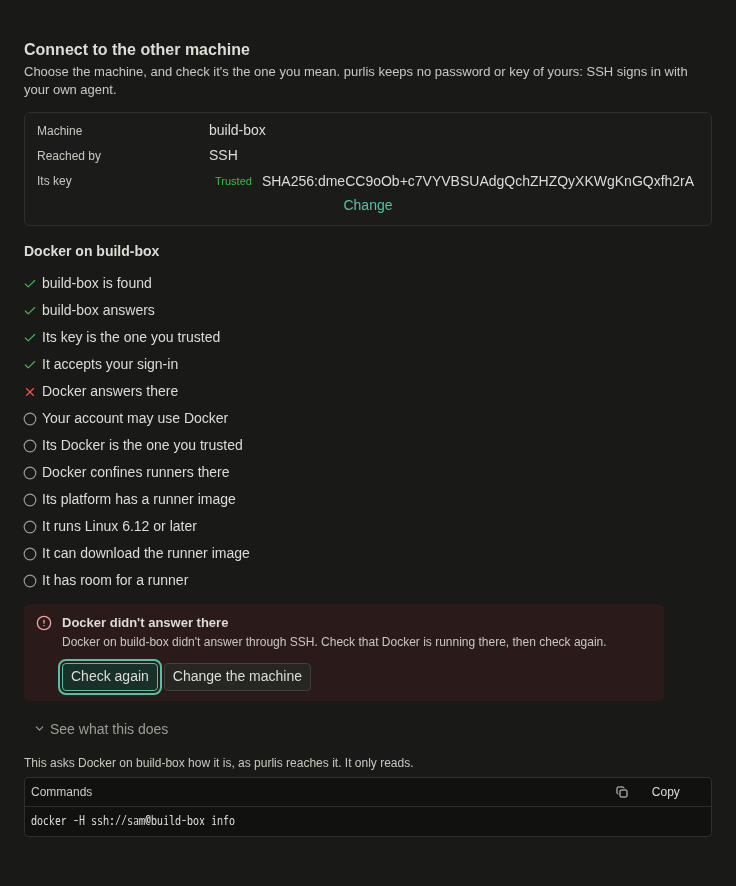 Connect to the other machine
Choose the machine, and check it's the one you mean. purlis keeps no password or key of yours: SSH signs in with
your own agent.
Machine build-box
Reached by SSH
Its key Trusted SHA256:dmeCC9oOb+c7VYVBSUAdgQchZHZQyXKWgKnGQxfh2rA
Change
Docker on build-box
build-box is found
build-box answers
Its key is the one you trusted
It accepts your sign-in
Docker answers there
Your account may use Docker
Its Docker is the one you trusted
Docker confines runners there
Its platform has a runner image
It runs Linux 6.12 or later
It can download the runner image
It has room for a runner
Docker didn't answer there
Docker on build-box didn't answer through SSH. Check that Docker is running there, then check again.
Check again Change the machine
See what this does
This asks Docker on build-box how it is, as purlis reaches it. It only reads.
Commands Copy
docker -H ssh://sam@build-box info